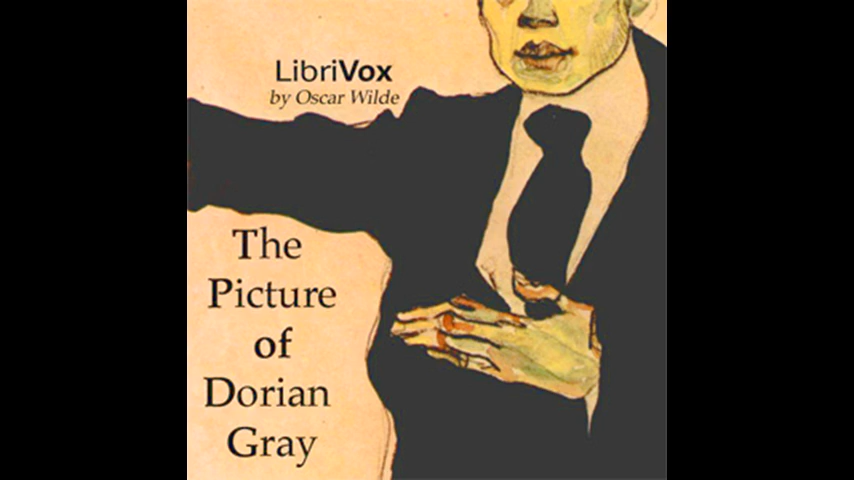 LibriVox
by Oscar Wilde
The
Picture
of
Dorian
Gray